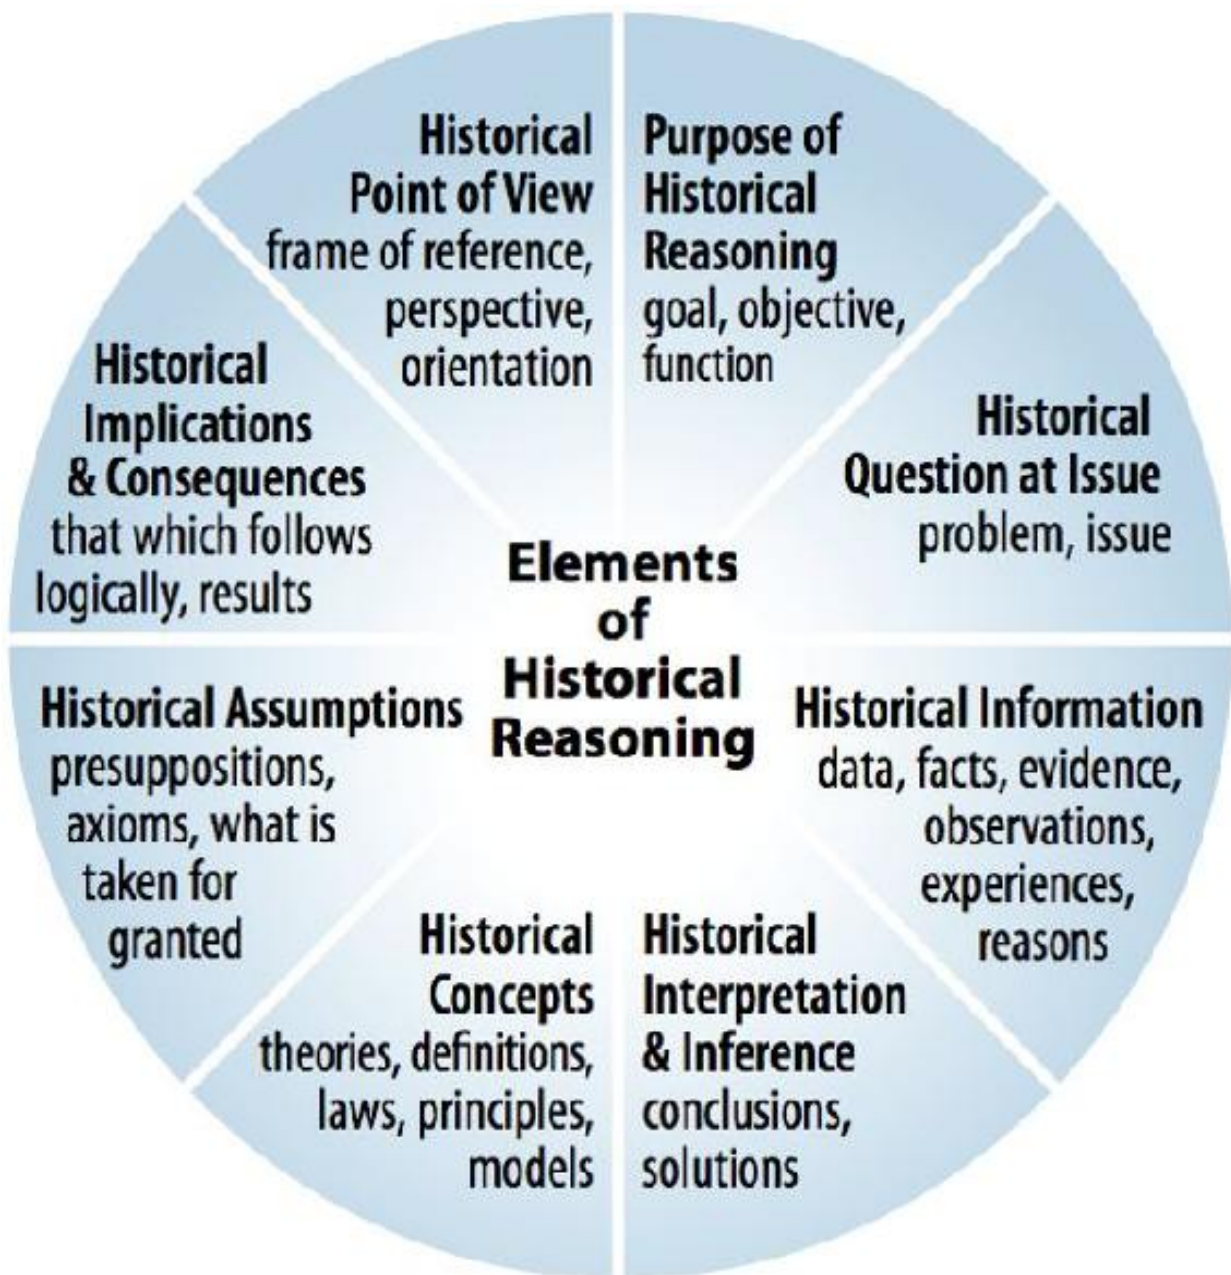 Historical
Point of View
frame of reference,
perspective,
orientation
Purpose of
Historical
Reasoning
goal, objective,
function
Historical
Question at Issue
problem, issue
Historical Information
data, facts, evidence,
observations,
experiences,
reasons
Historical
Interpretation
& Inference
conclusions,
solutions
Historical
Concepts
theories, definitions,
laws, principles,
models
Historical Assumptions
presuppositions,
axioms, what is
taken for
granted
Historical
Implications
& Consequences
that which follows
logically, results
Elements
of
Historical
Reasoning